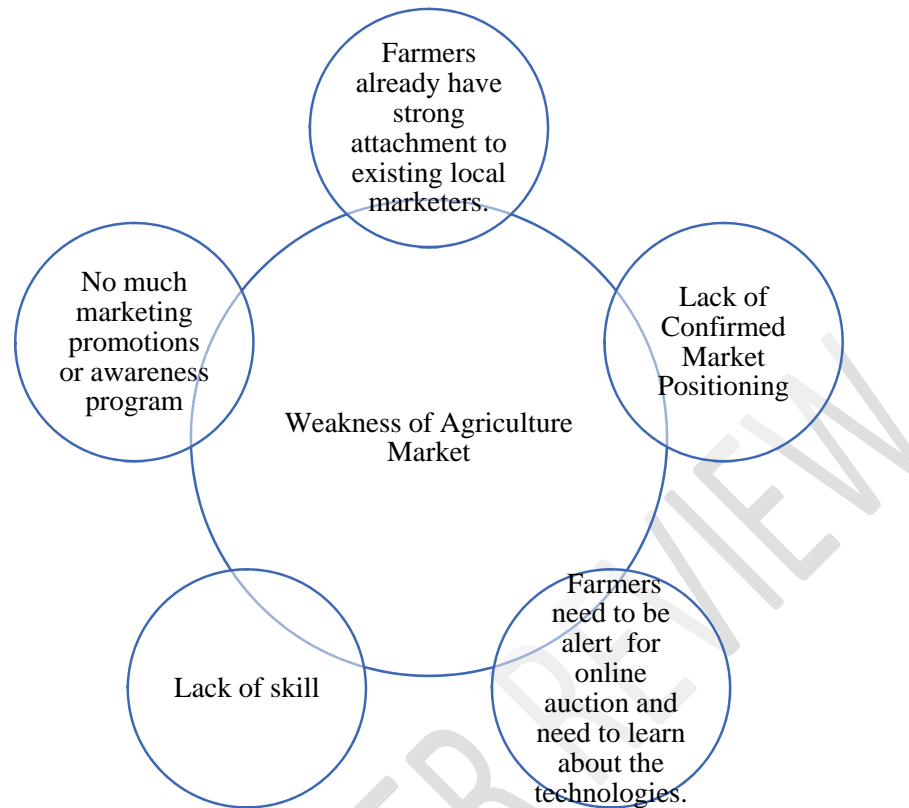 Farmers
already have
strong
attachment to
existing local
marketers.
No much
marketing
promotions
or awareness
program
Lack of
Confirmed
Market
Positioning
Weakness of Agriculture
Market
Lack of skill
Farmers
need to be
alert for
online
auction and
need to learn
about the
technologies.
ER REVIEW